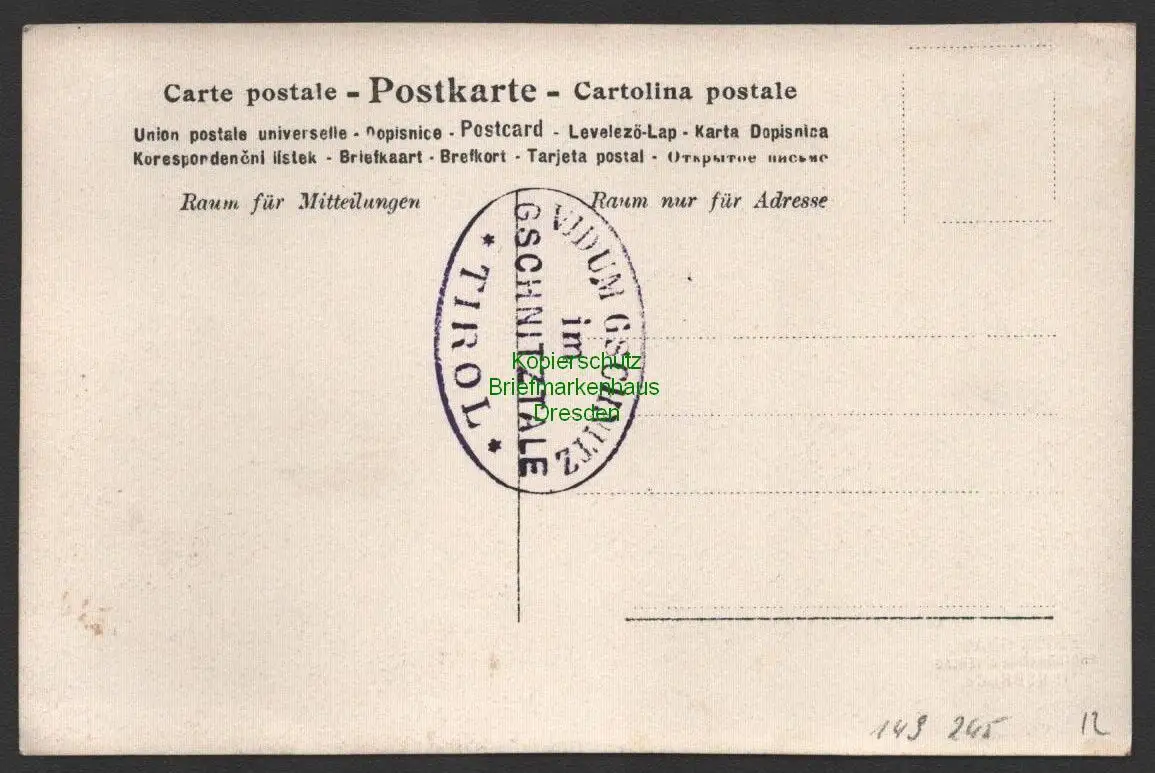 Carte postale - Postkarte - Cartolina postale
Union postale universelle - Dopisnice - Postcard - Levelező-Lap - Karta Dopisnica
Korespondenční lístek - Briefkaart - Brefkort - Tarjeta postal - Открытое письмо
Raum für Mitteilungen
Raum nur für Adresse
VIDUM GSCHNITZ
im
GSCHNITZTALE
* TIROL *
Kopierschutz
Briefmarkenhaus
Dresden
149 245 12